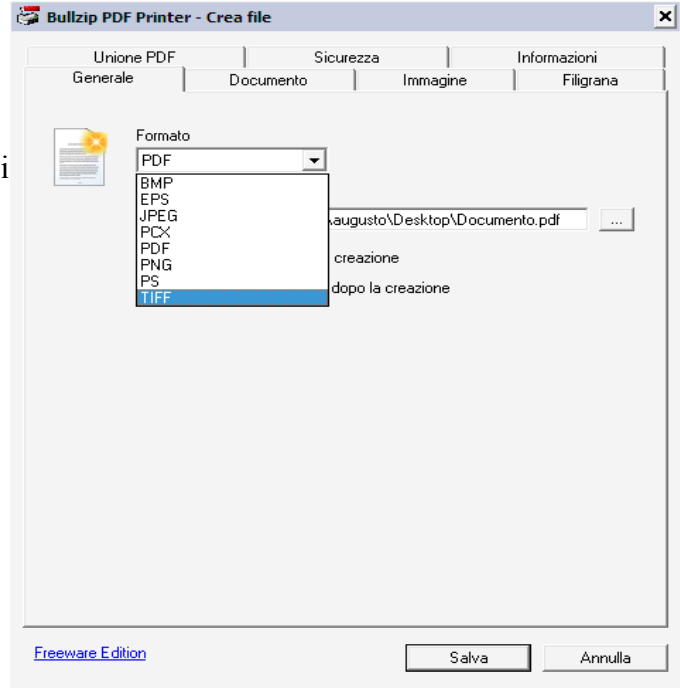 Bullzip PDF Printer - Crea file
Unione PDF Sicurezza Informazioni
Generale Documento Immagine Filigrana
Formato
i
PDF
BMP
EPS
JPEG
PCX
PDF
PNG
PS
TIFF
\augusto\Desktop\Documento.pdf ...
creazione
dopo la creazione
Freeware Edition
Salva Annulla